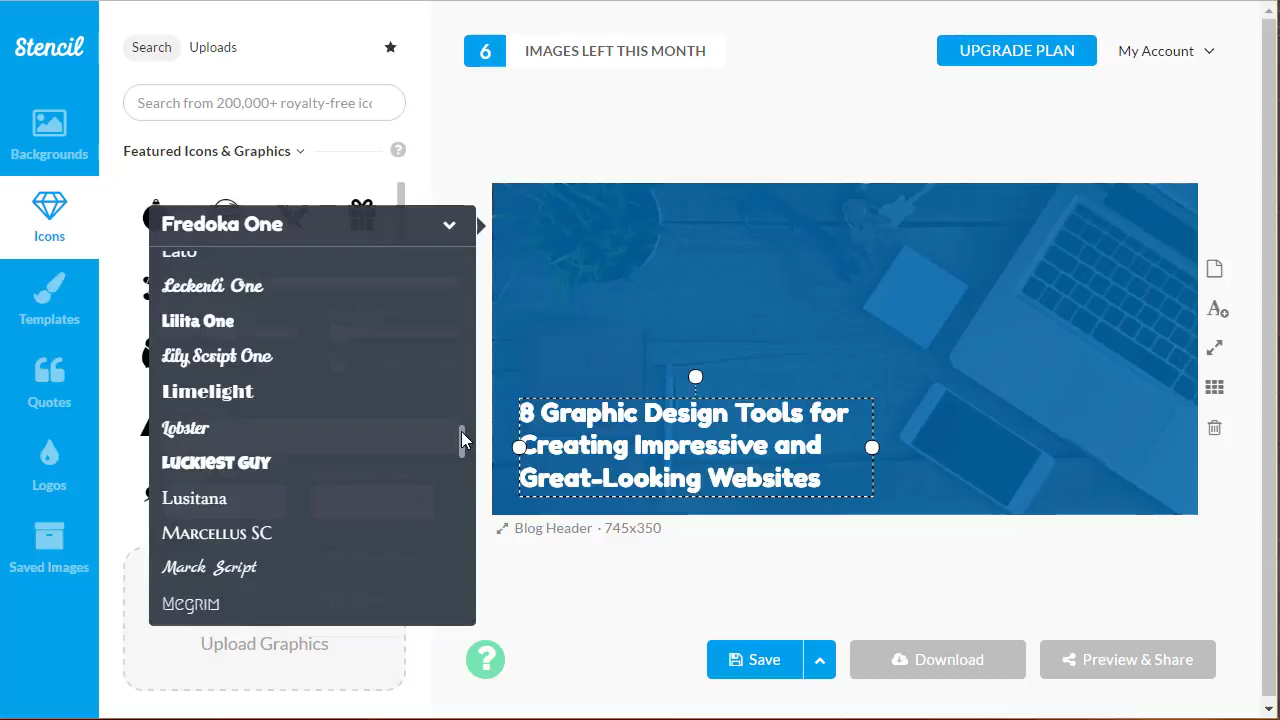 Stencil
Backgrounds
Icons
Templates
Quotes
Logos
Saved Images
Search Uploads
Search from 200,000+ royalty-free icc
Featured Icons & Graphics
?
Fredoka One
Lato
Leckerli One
Lilita One
Lily Script One
Limelight
Lobster
LUCKIEST GUY
Lusitana
Marcellus SC
Marck Script
Megrim
Upload Graphics
6 IMAGES LEFT THIS MONTH
UPGRADE PLAN
My Account
8 Graphic Design Tools for
Creating Impressive and
Great-Looking Websites
Blog Header · 745x350
?
Save
Download
Preview & Share